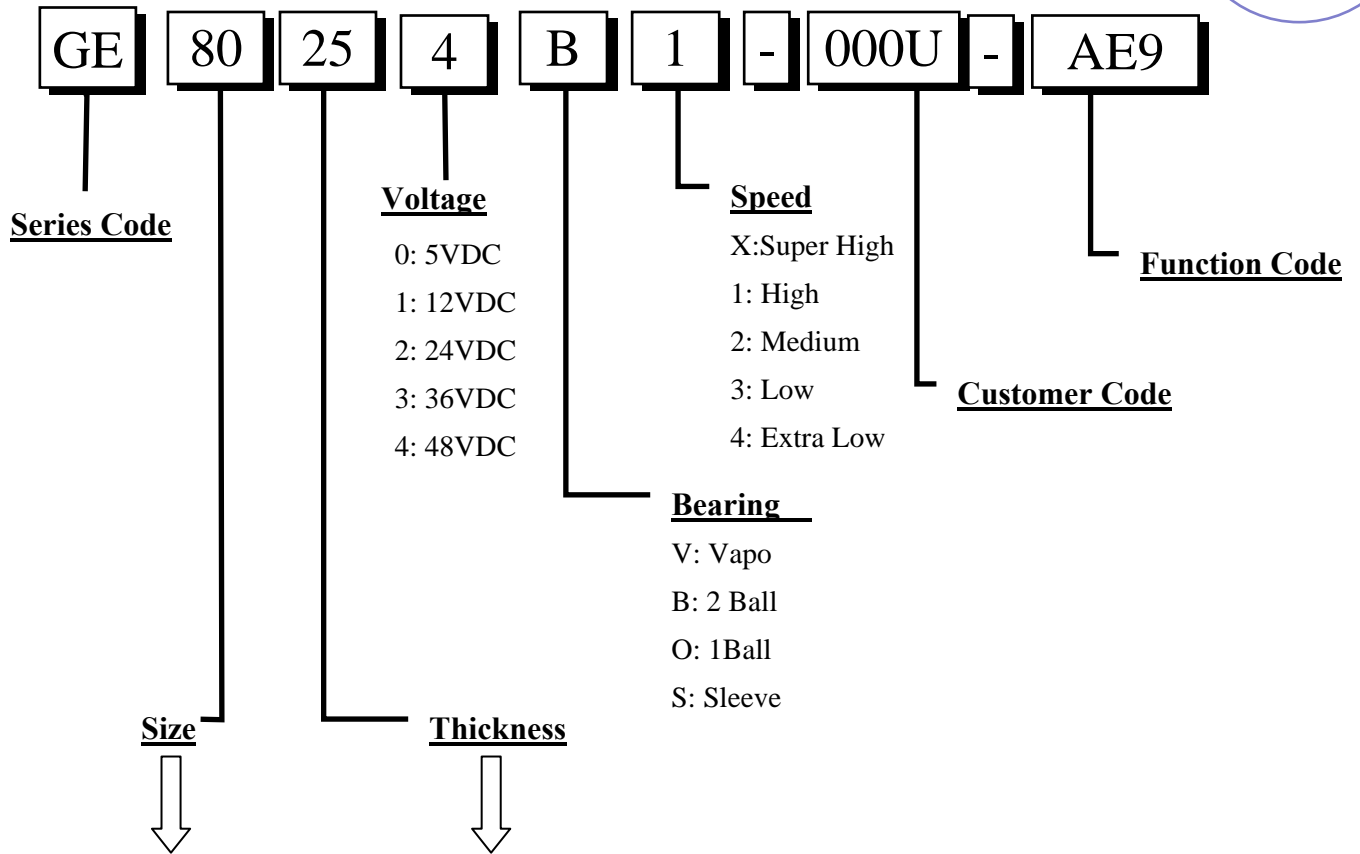 GE 80 25 4 B 1 - 000U - AE9
Series Code
Voltage
0: 5VDC
1: 12VDC
2: 24VDC
3: 36VDC
4: 48VDC
Speed
X:Super High
1: High
2: Medium
3: Low
4: Extra Low
Function Code
Customer Code
Bearing
V: Vapo
B: 2 Ball
O: 1Ball
S: Sleeve
Size
Thickness